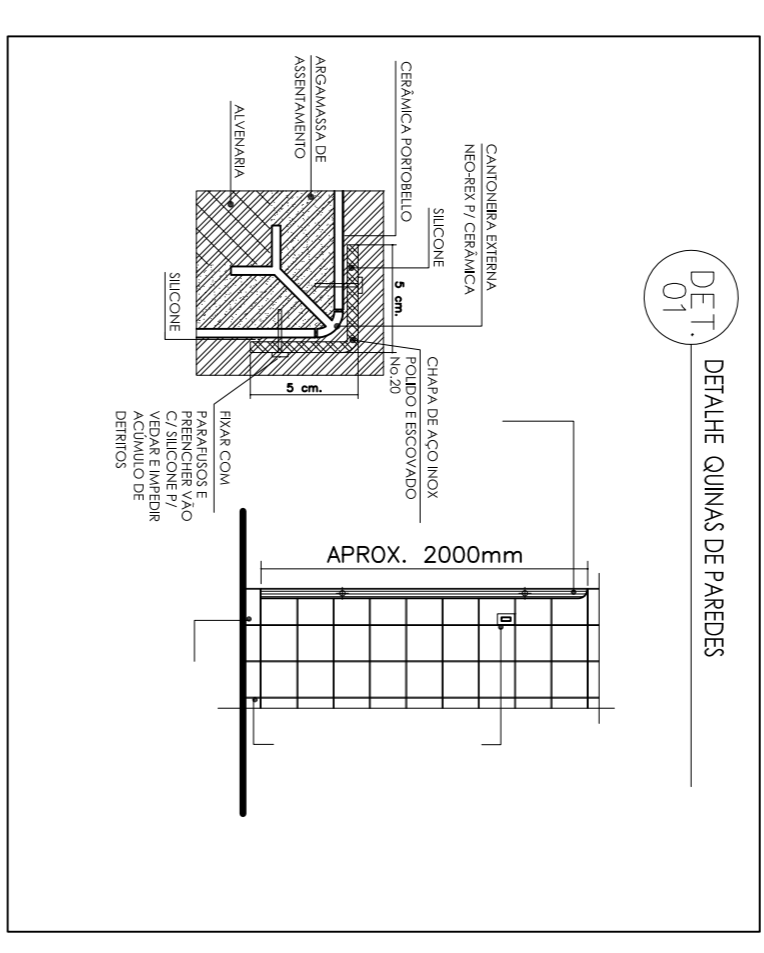 DET.
01
DETALHE QUINAS DE PAREDES
CANTONEIRA EXTERNA
NEO-REX P/ CERÂMICA
CERÂMICA PORTOBELLO
SILICONE
ARGAMASSA DE
ASSENTAMENTO
ALVENARIA
SILICONE
5 cm.
5 cm.
CHAPA DE AÇO INOX
POLIDO E ESCOVADO
No.20
FIXAR COM
PARAFUSOS E
PREENCHER VÃO
C/ SILICONE P/
VEDAR E IMPEDIR
ACÚMULO DE
DETRITOS
APROX. 2000mm